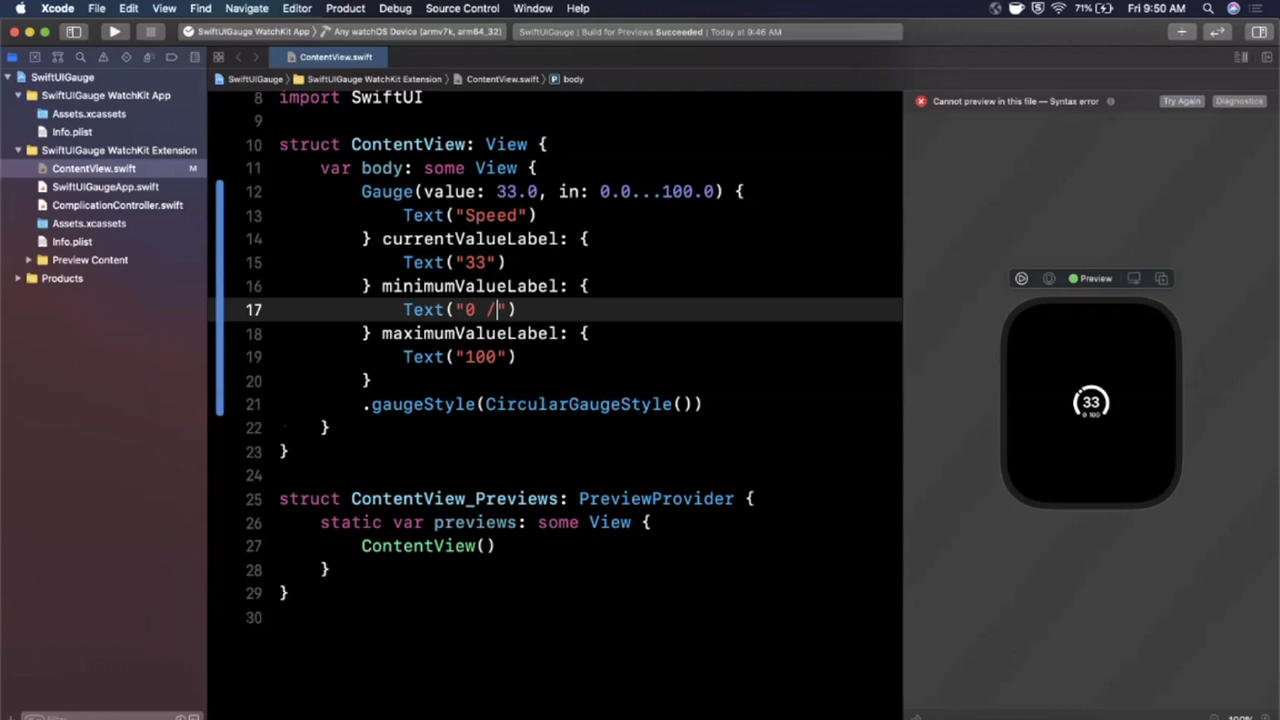 Xcode File Edit View Find Navigate Editor Product Debug Source Control Window Help 71% Fri 9:50 AM
SwiftUIGauge WatchKit App Any watchOS Device (armv7k, arm64_32) SwiftUIGauge | Build for Previews Succeeded | Today at 9:46 AM
ContentView.swift
SwiftUIGauge
SwiftUIGauge WatchKit App
Assets.xcassets
Info.plist
SwiftUIGauge WatchKit Extension
ContentView.swift M
SwiftUIGaugeApp.swift
ComplicationController.swift
Assets.xcassets
Info.plist
Preview Content
Products
SwiftUIGauge SwiftUIGauge WatchKit Extension ContentView.swift P body
8 import SwiftUI
9
10 struct ContentView: View {
11 var body: some View {
12 Gauge(value: 33.0, in: 0.0...100.0) {
13 Text("Speed")
14 } currentValueLabel: {
15 Text("33")
16 } minimumValueLabel: {
17 Text("0 /")
18 } maximumValueLabel: {
19 Text("100")
20 }
21 .gaugeStyle(CircularGaugeStyle())
22 }
23 }
24
25 struct ContentView_Previews: PreviewProvider {
26 static var previews: some View {
27 ContentView()
28 }
29 }
30
Cannot preview in this file — Syntax error Try Again Diagnostics
Preview
33
0 100